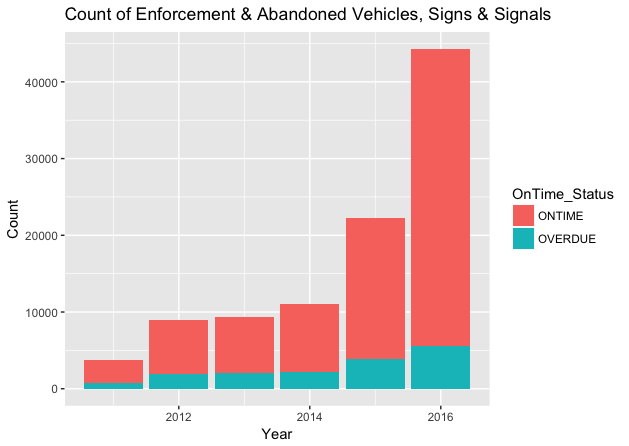 Count of Enforcement & Abandoned Vehicles, Signs & Signals
40000
30000
20000
10000
0
Count
2012 2014 2016
Year
OnTime_Status
ONTIME
OVERDUE